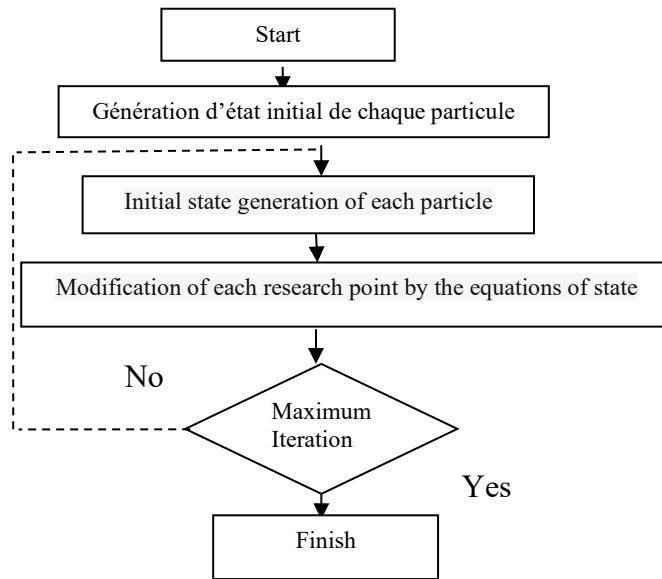 Start
Génération d’état initial de chaque particule
Initial state generation of each particle
Modification of each research point by the equations of state
No
Maximum
Iteration
Yes
Finish